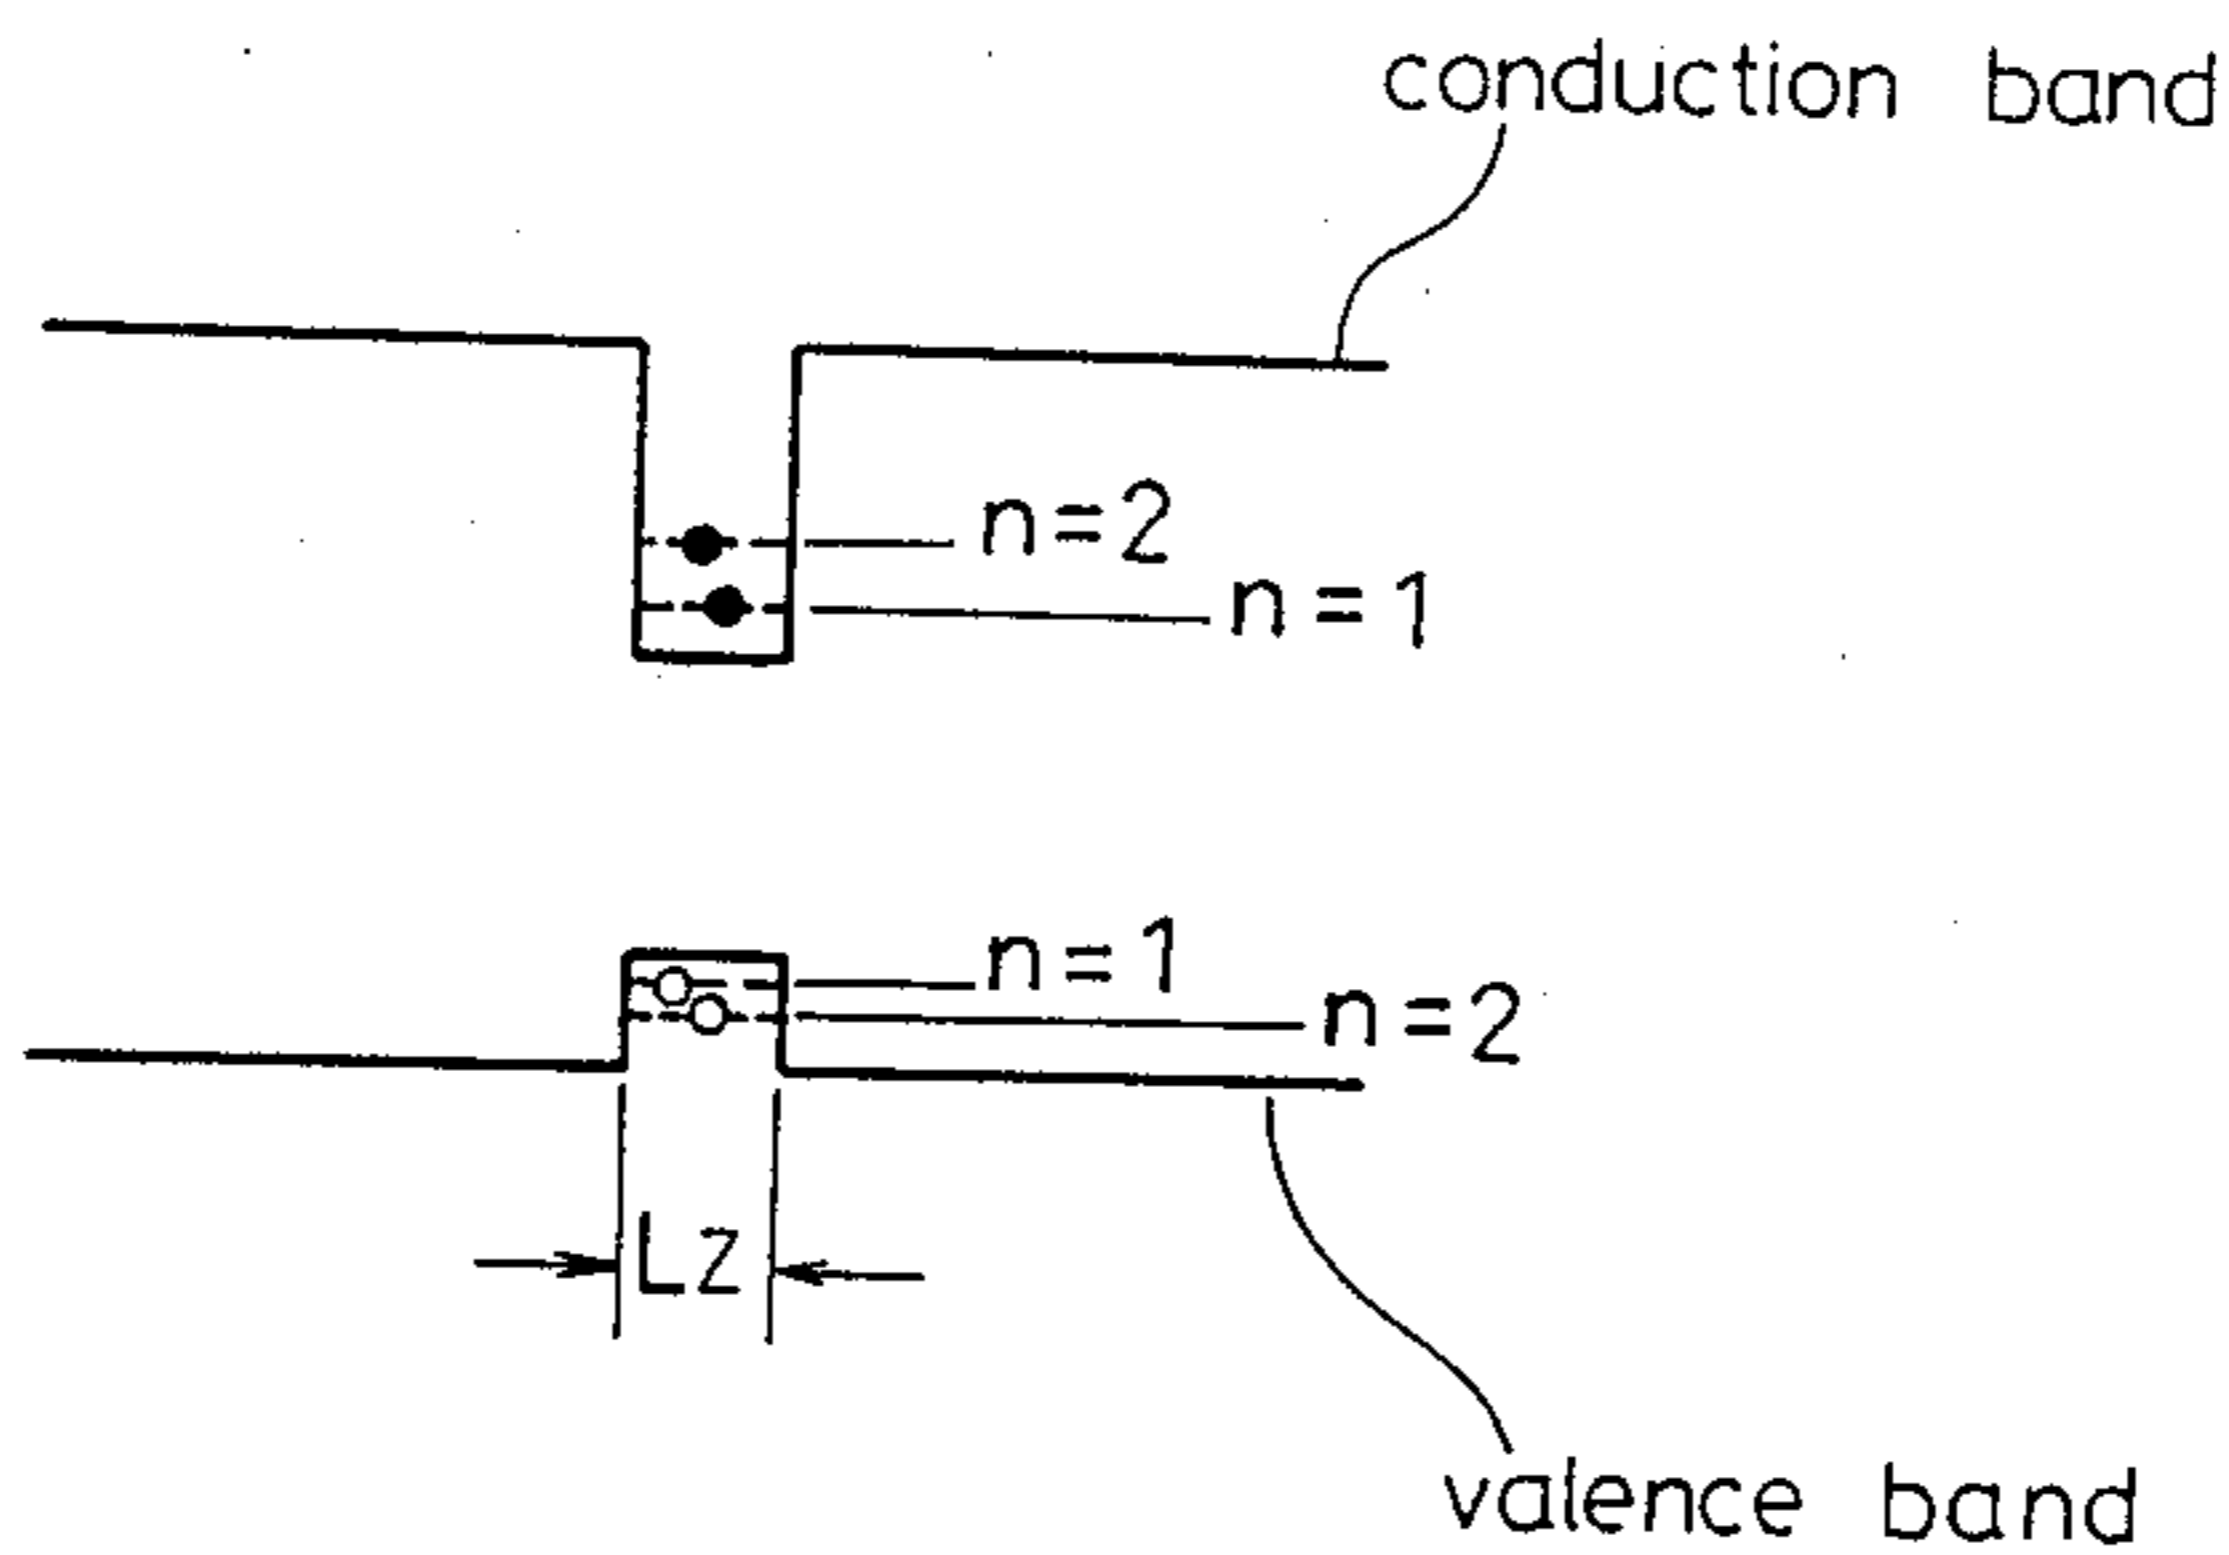 conduction band
n=2
n=1
n=1
n=2
Lz
valence band